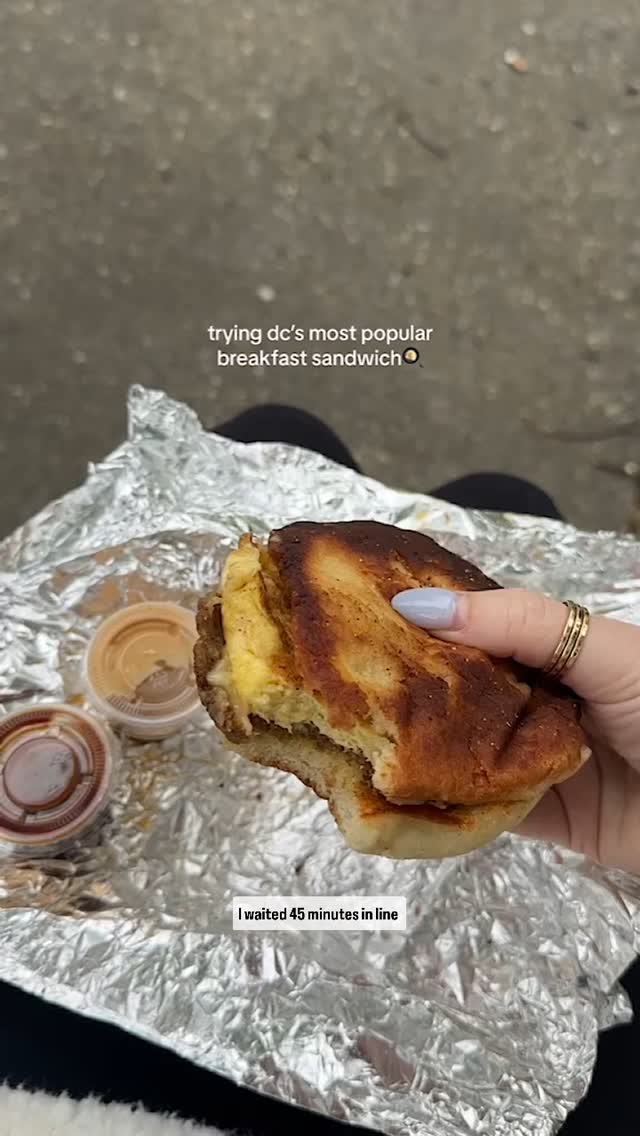 trying dc's most popular
breakfast sandwich🍳
I waited 45 minutes in line